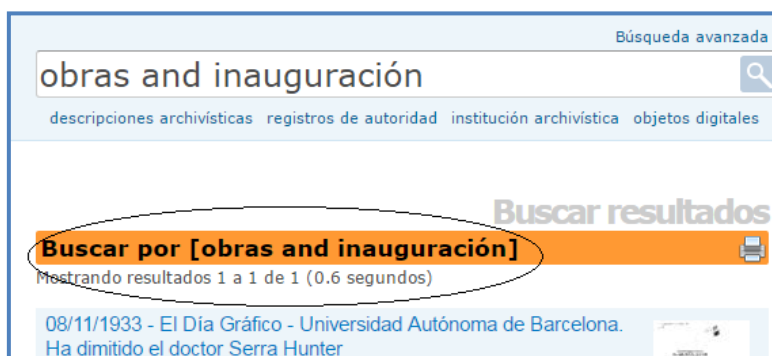 Búsqueda avanzada
obras and inauguración
descripciones archivísticas registros de autoridad institución archivística objetos digitales
Buscar resultados
Buscar por [obras and inauguración]
Mostrando resultados 1 a 1 de 1 (0.6 segundos)
08/11/1933 - El Día Gráfico - Universidad Autónoma de Barcelona.
Ha dimitido el doctor Serra Hunter